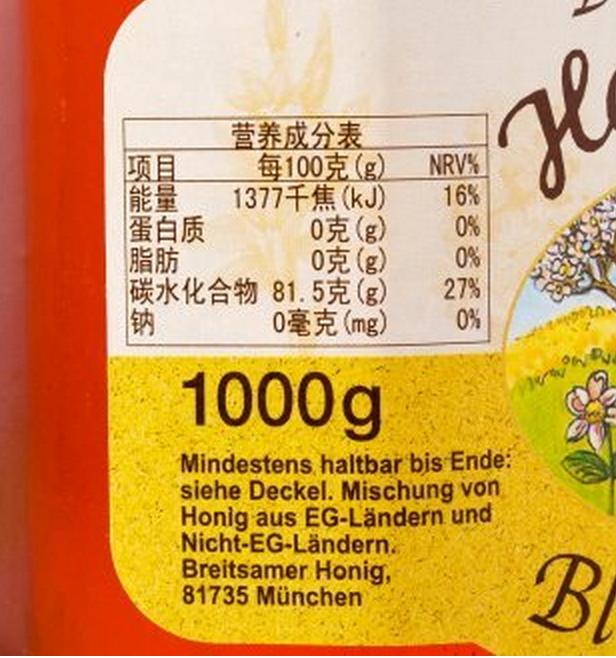 营养成分表
项目 每100克(g) NRV%
能量 1377千焦(kJ) 16%
蛋白质 0克(g) 0%
脂肪 0克(g) 0%
碳水化合物 81.5克(g) 27%
钠 0毫克(mg) 0%
1000g
Mindestens haltbar bis Ende:
siehe Deckel. Mischung von
Honig aus EG-Ländern und
Nicht-EG-Ländern.
Breitsamer Honig,
81735 München